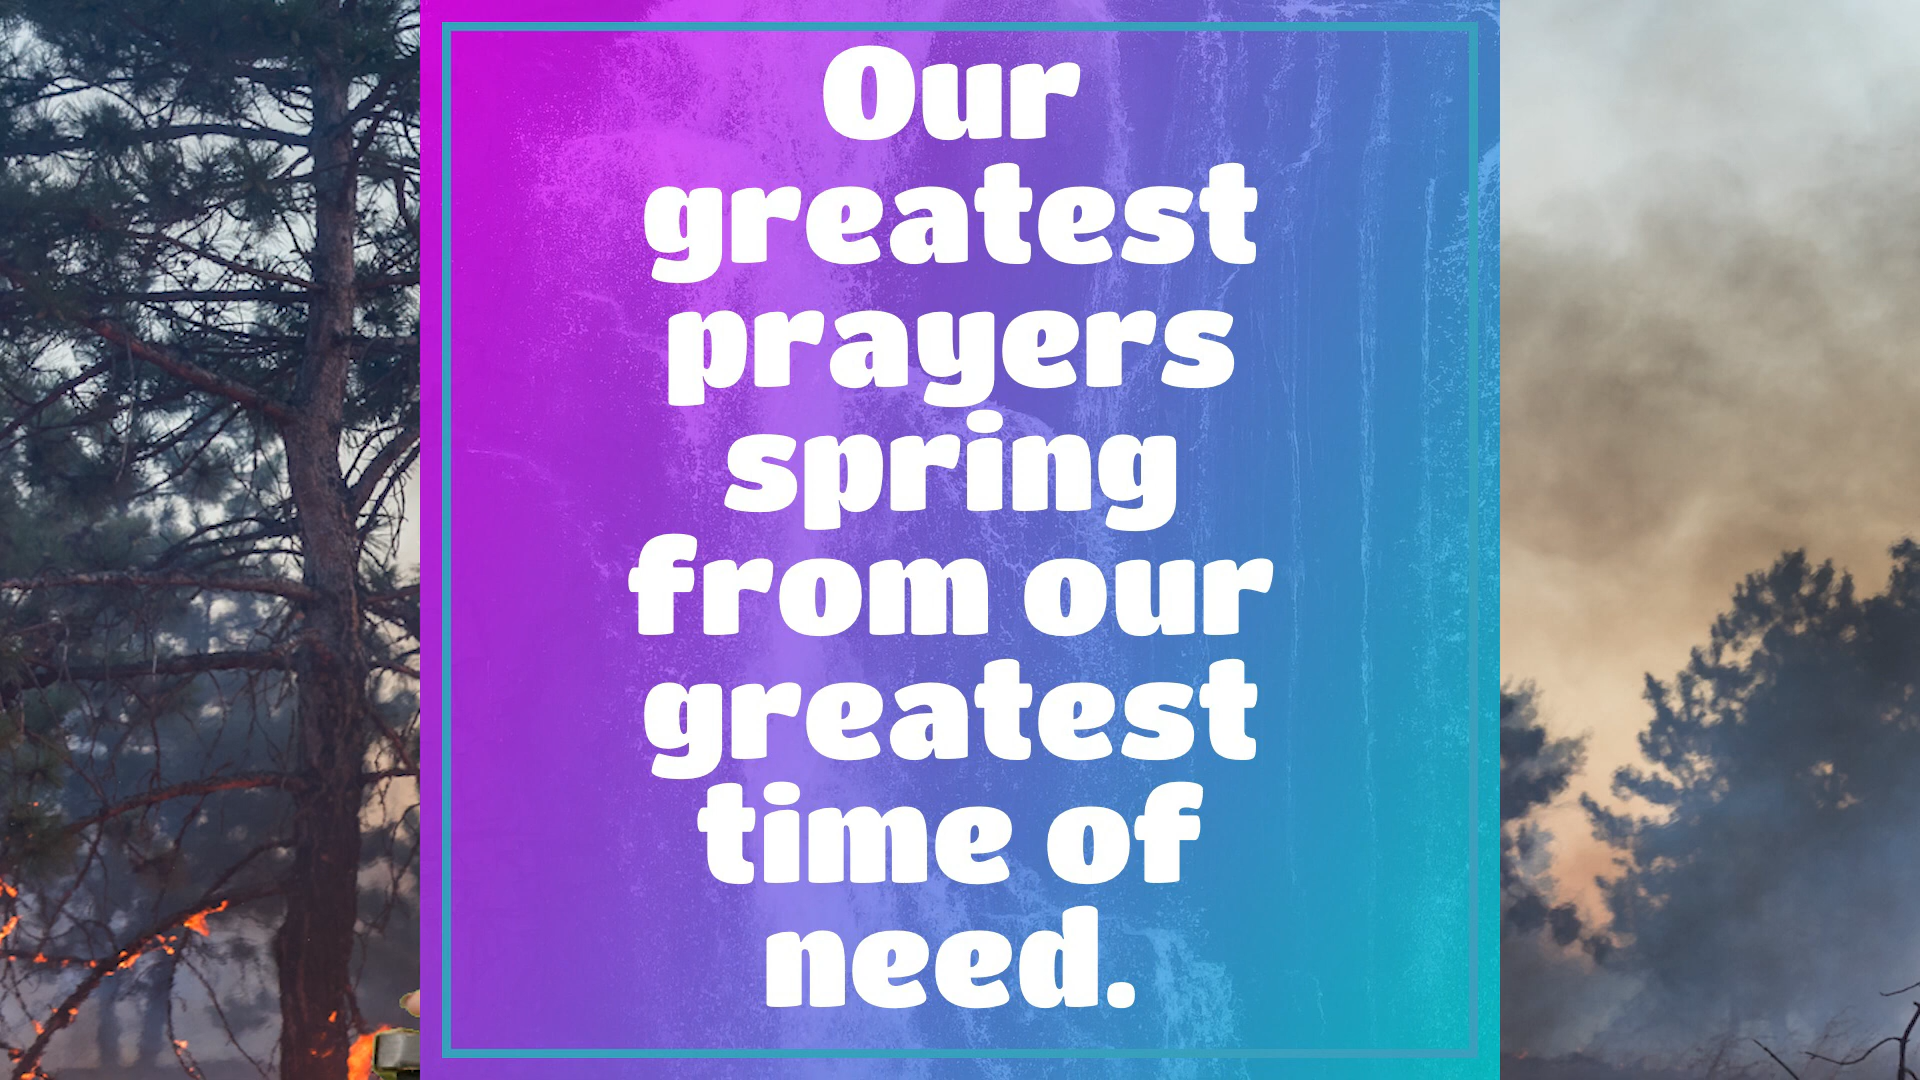 Our
greatest
prayers
spring
from our
greatest
time of
need.